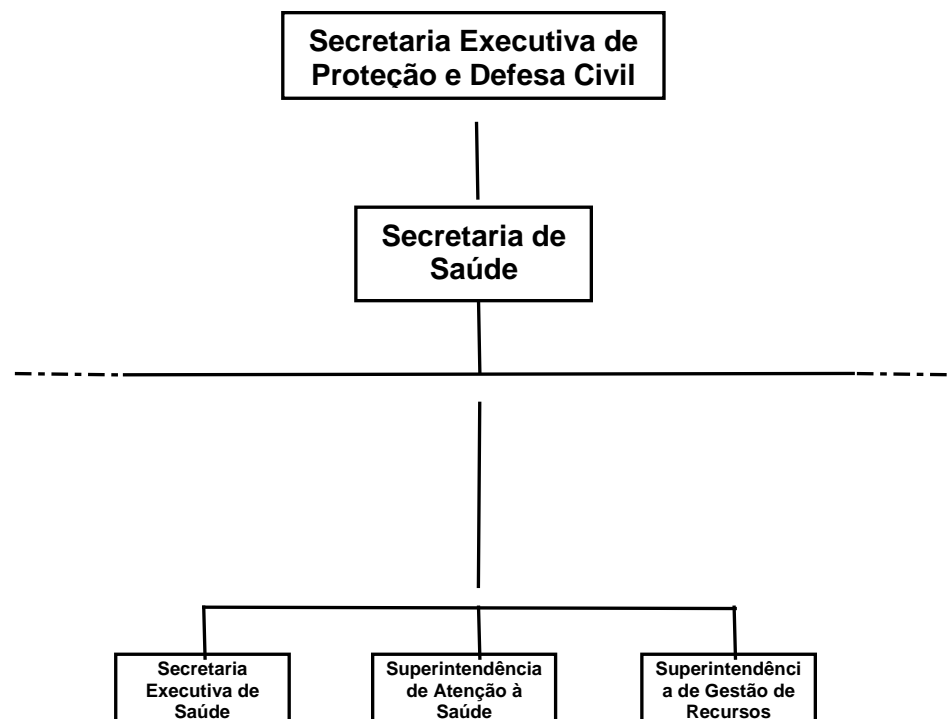 Secretaria Executiva de
Proteção e Defesa Civil
Secretaria de
Saúde
Secretaria
Executiva de
Saúde
Superintendência
de Atenção à
Saúde
Superintendênci
a de Gestão de
Recursos